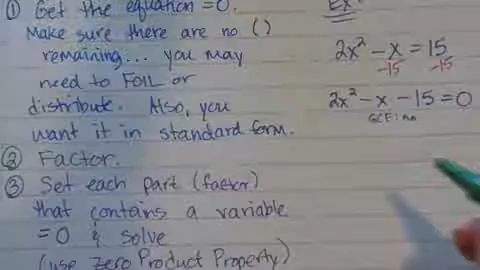 ① Get the equation = 0.
Make sure there are no ( )
remaining... you may
need to FOIL or
distribute. Also, you
want it in standard form.
② Factor.
③ Set each part (factor)
that contains a variable
= 0 & solve
(use Zero Product Property)
Ex:
2x² - x = 15
-15 -15
2x² - x - 15 = 0
GCF: no